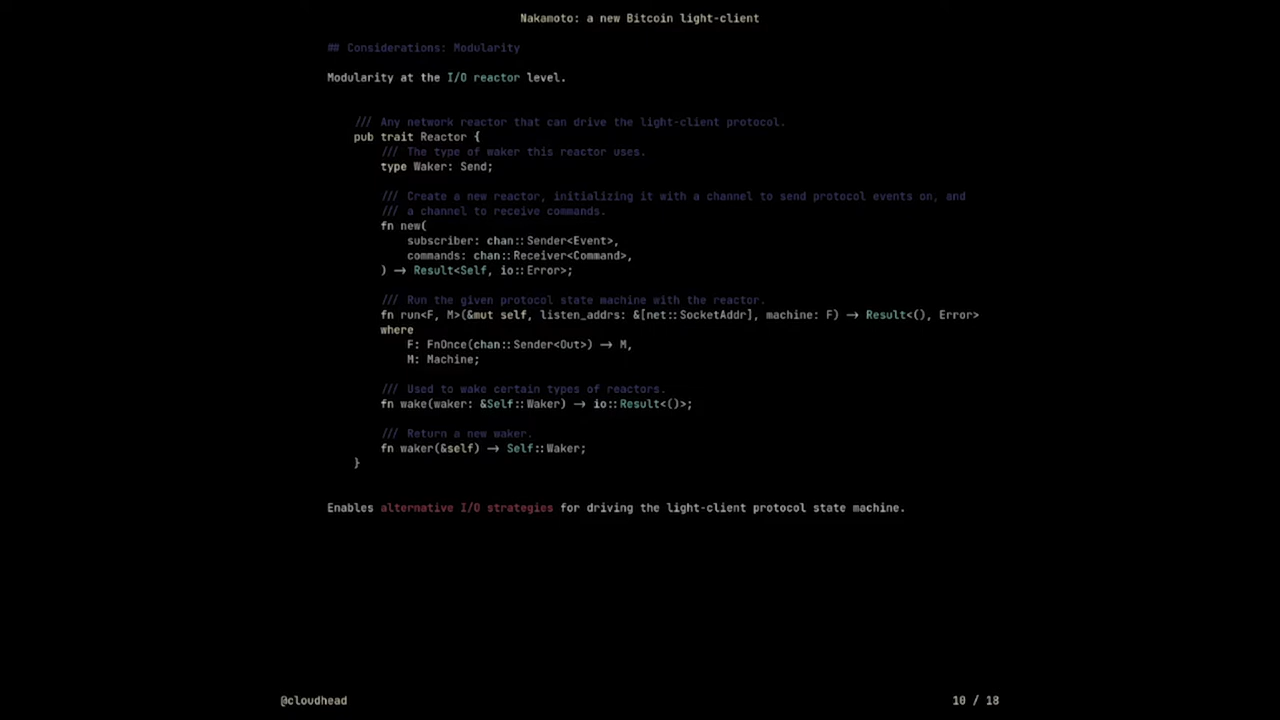 Nakamoto: a new Bitcoin light-client
## Considerations: Modularity
Modularity at the I/O reactor level.
/// Any network reactor that can drive the light-client protocol.
pub trait Reactor {
/// The type of waker this reactor uses.
type Waker: Send;
/// Create a new reactor, initializing it with a channel to send protocol events on, and
/// a channel to receive commands.
fn new(
subscriber: chan::Sender<Event>,
commands: chan::Receiver<Command>,
) → Result<Self, io::Error>;
/// Run the given protocol state machine with the reactor.
fn run<F, M>(&mut self, listen_addrs: &[net::SocketAddr], machine: F) → Result<(), Error>
where
F: FnOnce(chan::Sender<Out>) → M,
M: Machine;
/// Used to wake certain types of reactors.
fn wake(waker: &Self::Waker) → io::Result<()>;
/// Return a new waker.
fn waker(&self) → Self::Waker;
}
Enables alternative I/O strategies for driving the light-client protocol state machine.
@cloudhead
10 / 18